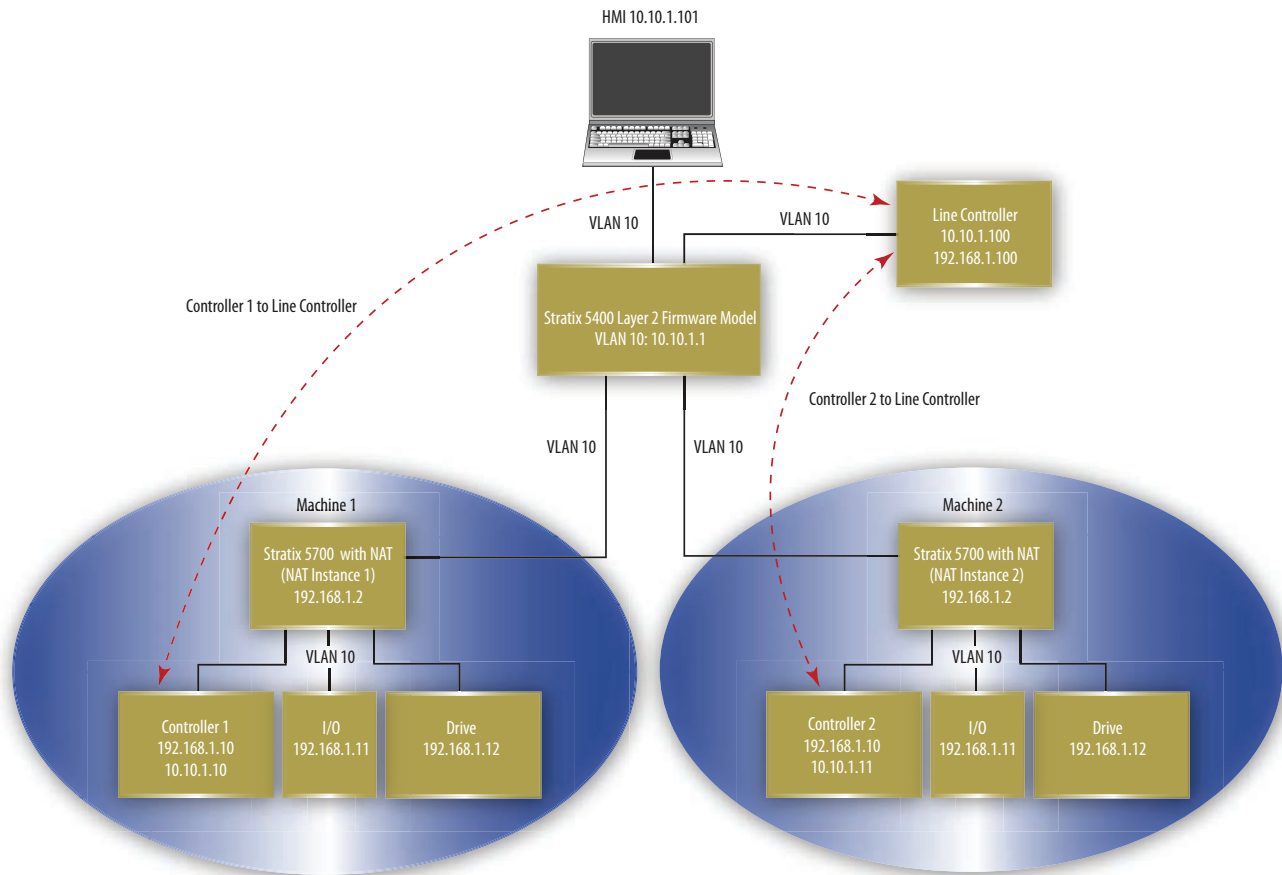 HMI 10.10.1.101
VLAN 10
VLAN 10
Line Controller
10.10.1.100
192.168.1.100
Controller 1 to Line Controller
Stratix 5400 Layer 2 Firmware Model
VLAN 10: 10.10.1.1
Controller 2 to Line Controller
VLAN 10
VLAN 10
Machine 1
Stratix 5700 with NAT
(NAT Instance 1)
192.168.1.2
VLAN 10
Controller 1
192.168.1.10
10.10.1.10
I/O
192.168.1.11
Drive
192.168.1.12
Machine 2
Stratix 5700 with NAT
(NAT Instance 2)
192.168.1.2
VLAN 10
Controller 2
192.168.1.10
10.10.1.11
I/O
192.168.1.11
Drive
192.168.1.12